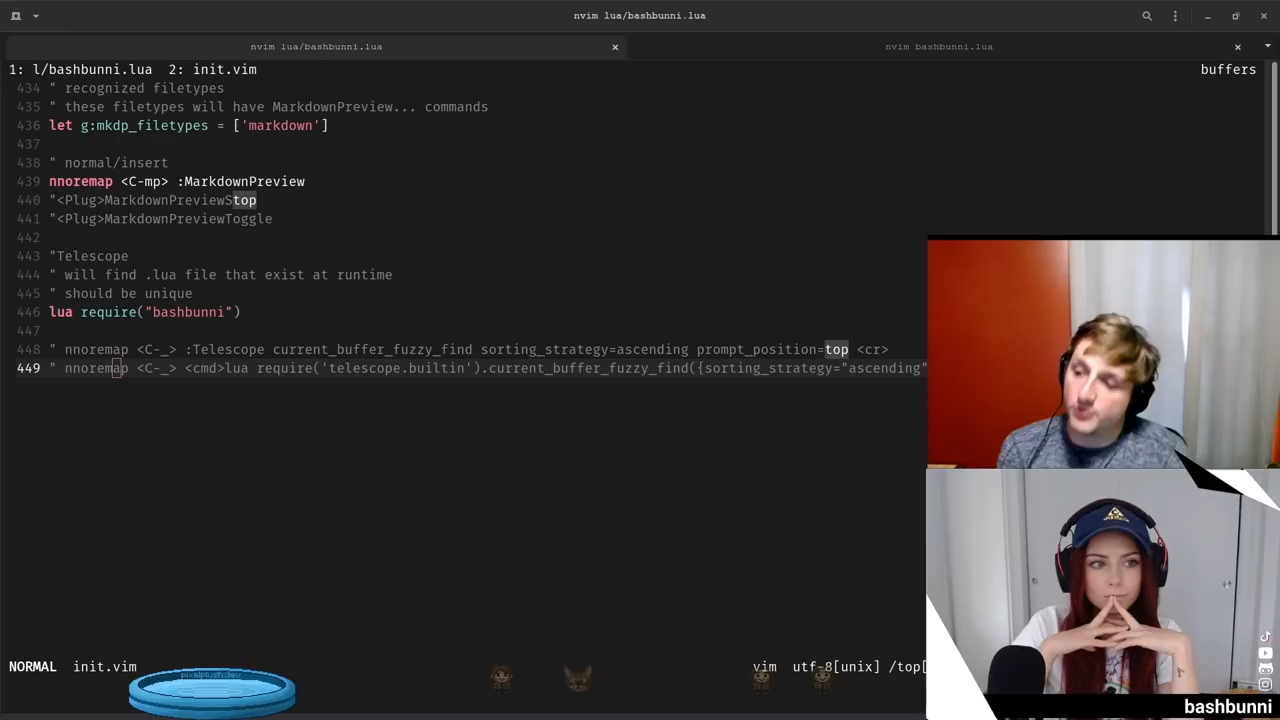 nvim lua/bashbunni.lua
nvim lua/bashbunni.lua
nvim bashbunni.lua
1: l/bashbunni.lua  2: init.vim
buffers
434 " recognized filetypes
435 " these filetypes will have MarkdownPreview... commands
436 let g:mkdp_filetypes = ['markdown']
437
438 " normal/insert
439 nnoremap <C-mp> :MarkdownPreview
440 "<Plug>MarkdownPreviewStop
441 "<Plug>MarkdownPreviewToggle
442
443 "Telescope
444 " will find .lua file that exist at runtime
445 " should be unique
446 lua require("bashbunni")
447
448 " nnoremap <C-_> :Telescope current_buffer_fuzzy_find sorting_strategy=ascending prompt_position=top <cr>
449 " nnoremap <C-_> <cmd>lua require('telescope.builtin').current_buffer_fuzzy_find({sorting_strategy="ascending"
NORMAL  init.vim
vim  utf-8[unix] /top[
pixelplush.dev
bashbunni